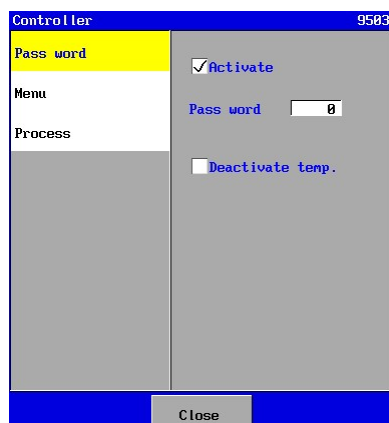 Controller 9503
Pass word
Menu
Process
Activate
Pass word 0
Deactivate temp.
Close